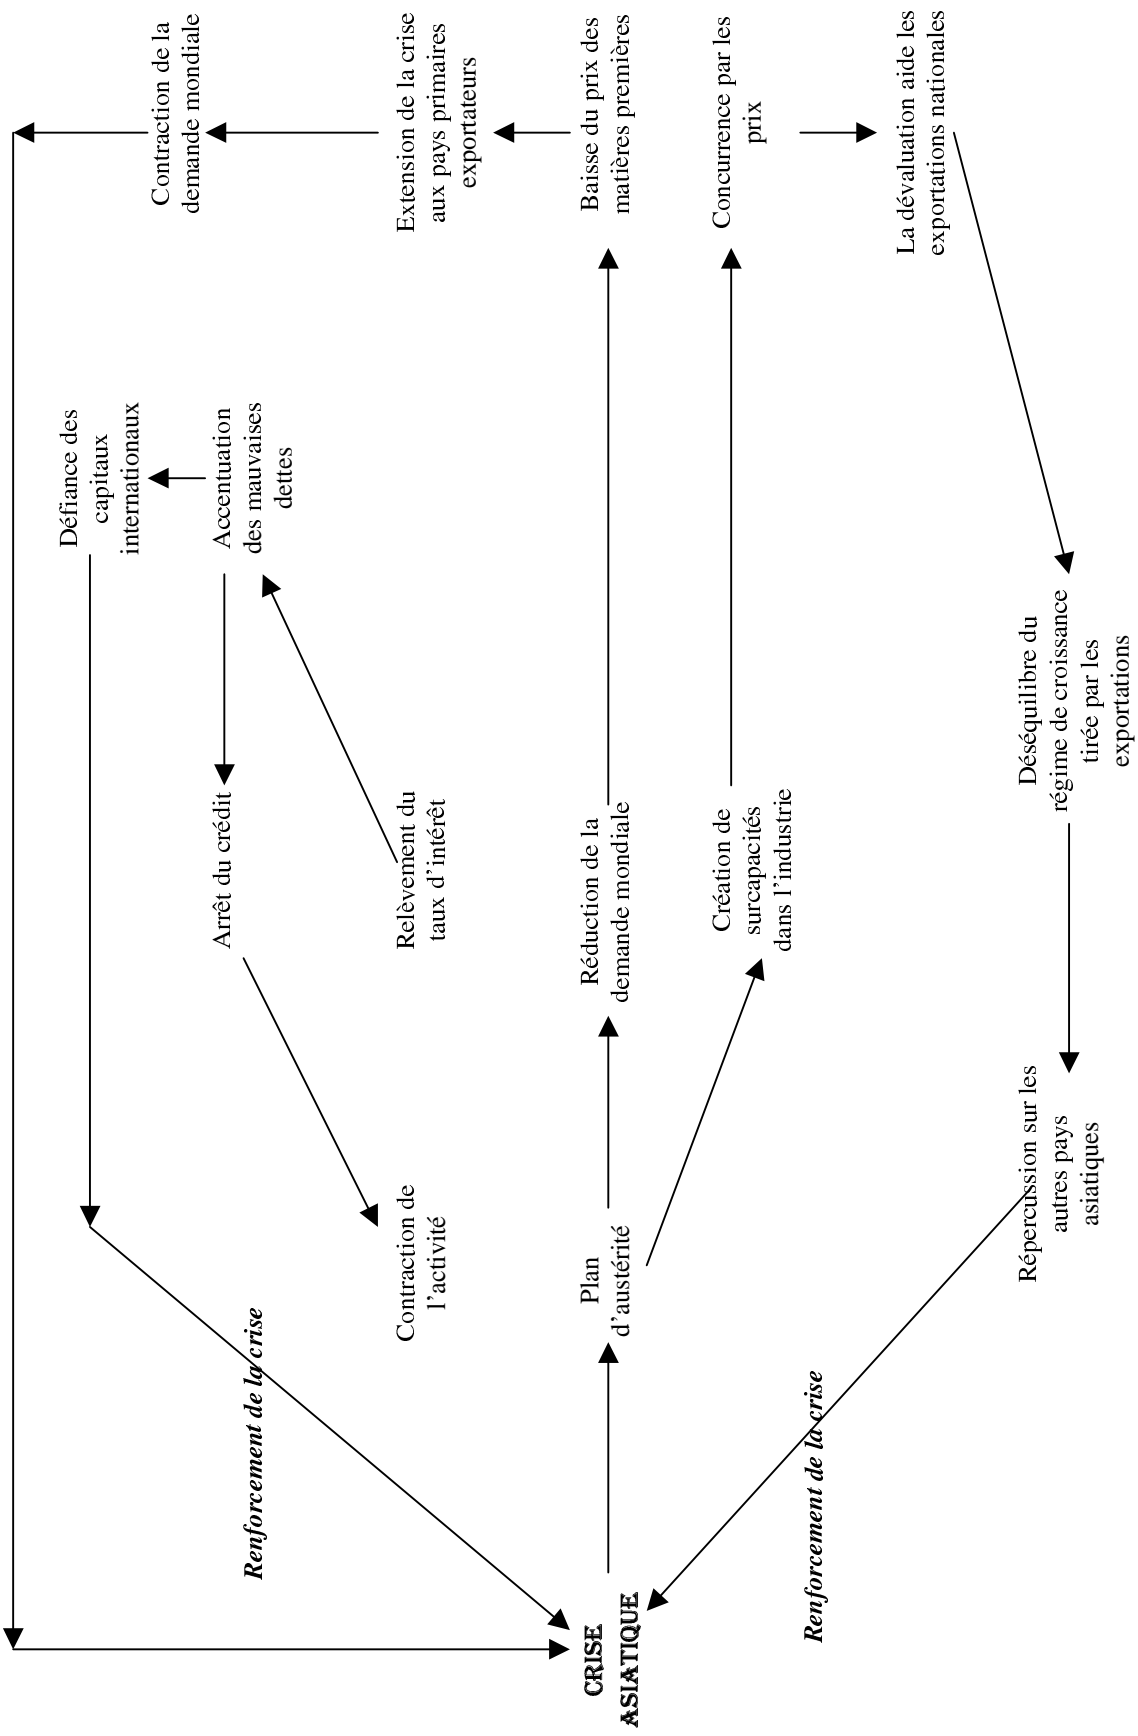 Contraction de la
demande mondiale
Extension de la crise
aux pays primaires
exportateurs
Baisse du prix des
matières premières
Concurrence par les
prix
La dévaluation aide les
exportations nationales
Défiance des
capitaux
internationaux
Accentuation
des mauvaises
dettes
Arrêt du crédit
Relèvement du
taux d’intérêt
Réduction de la
demande mondiale
Création de
surcapacités
dans l’industrie
Déséquilibre du
régime de croissance
tirée par les
exportations
Contraction de
l’activité
Plan
d’austérité
Répercussion sur les
autres pays
asiatiques
Renforcement de la crise
Renforcement de la crise
CRISE
ASIATIQUE